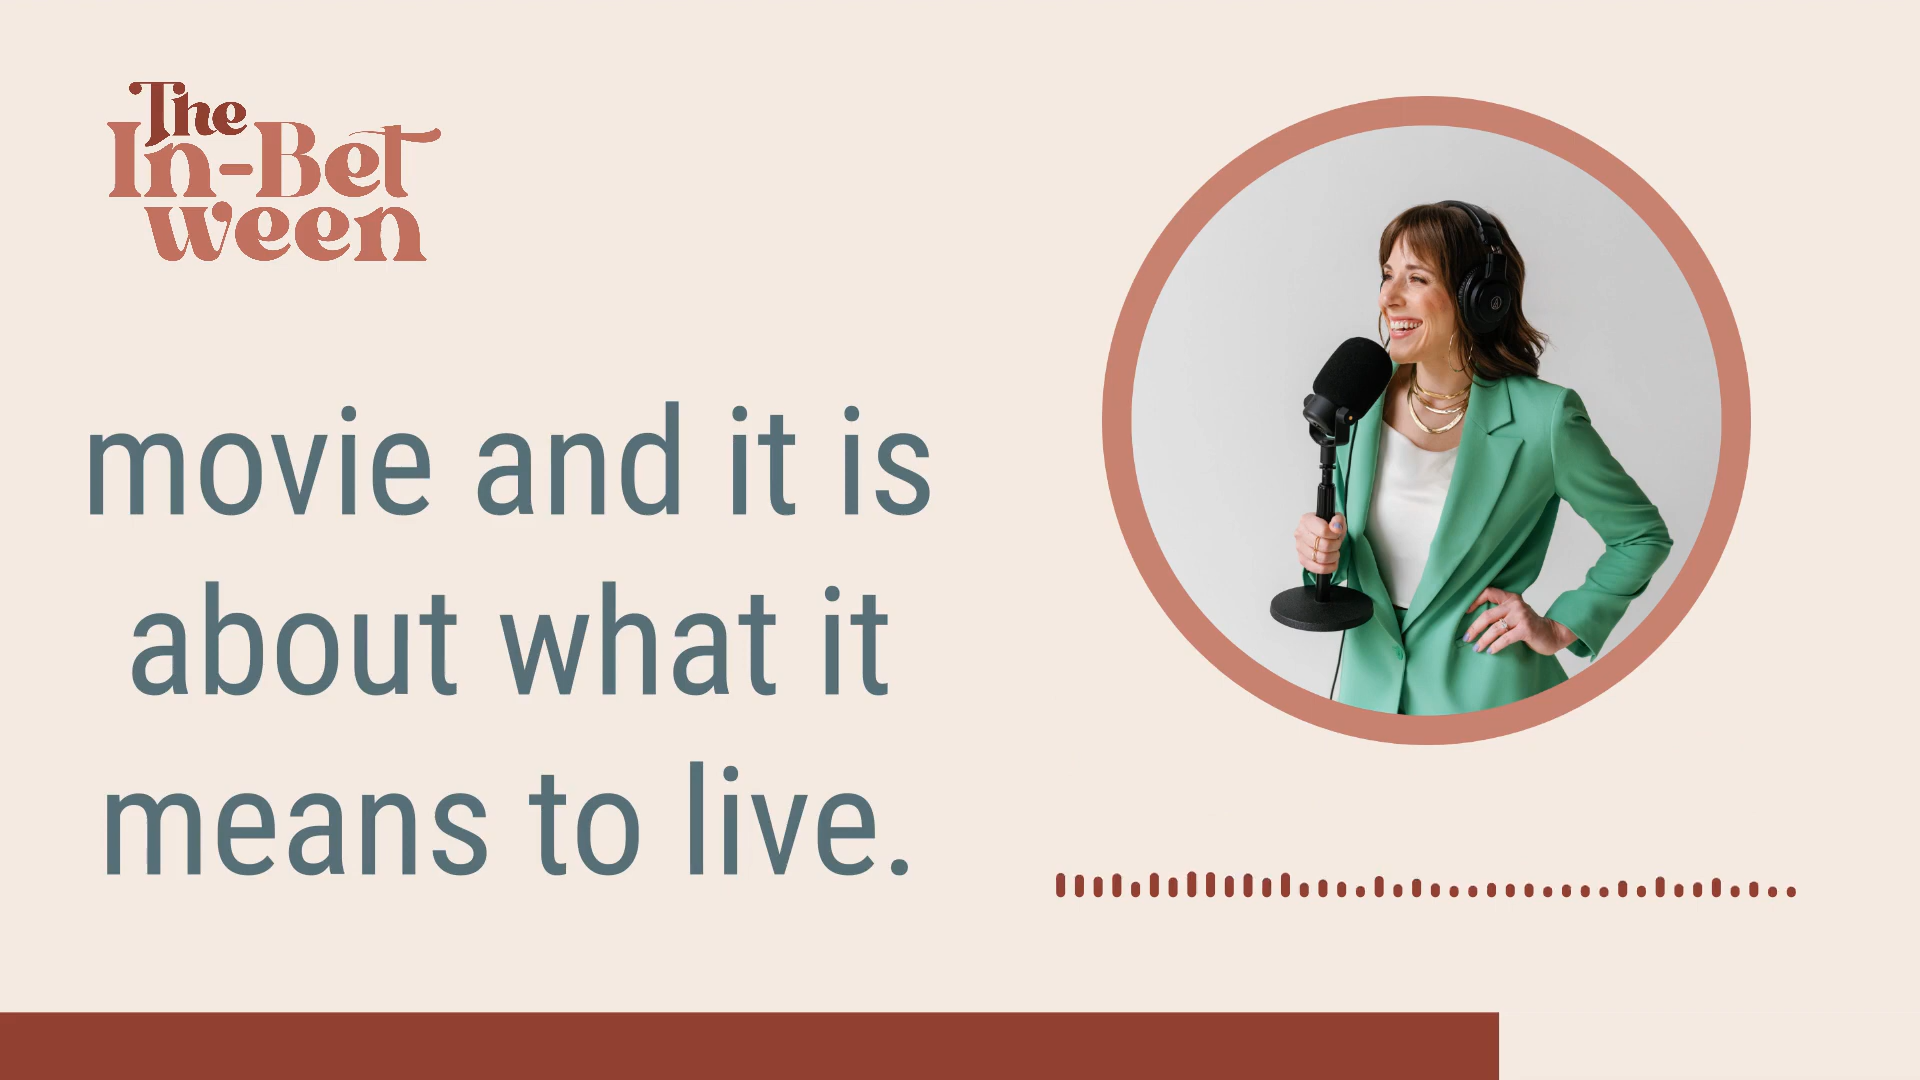 The
In-Bet
ween
movie and it is
about what it
means to live.